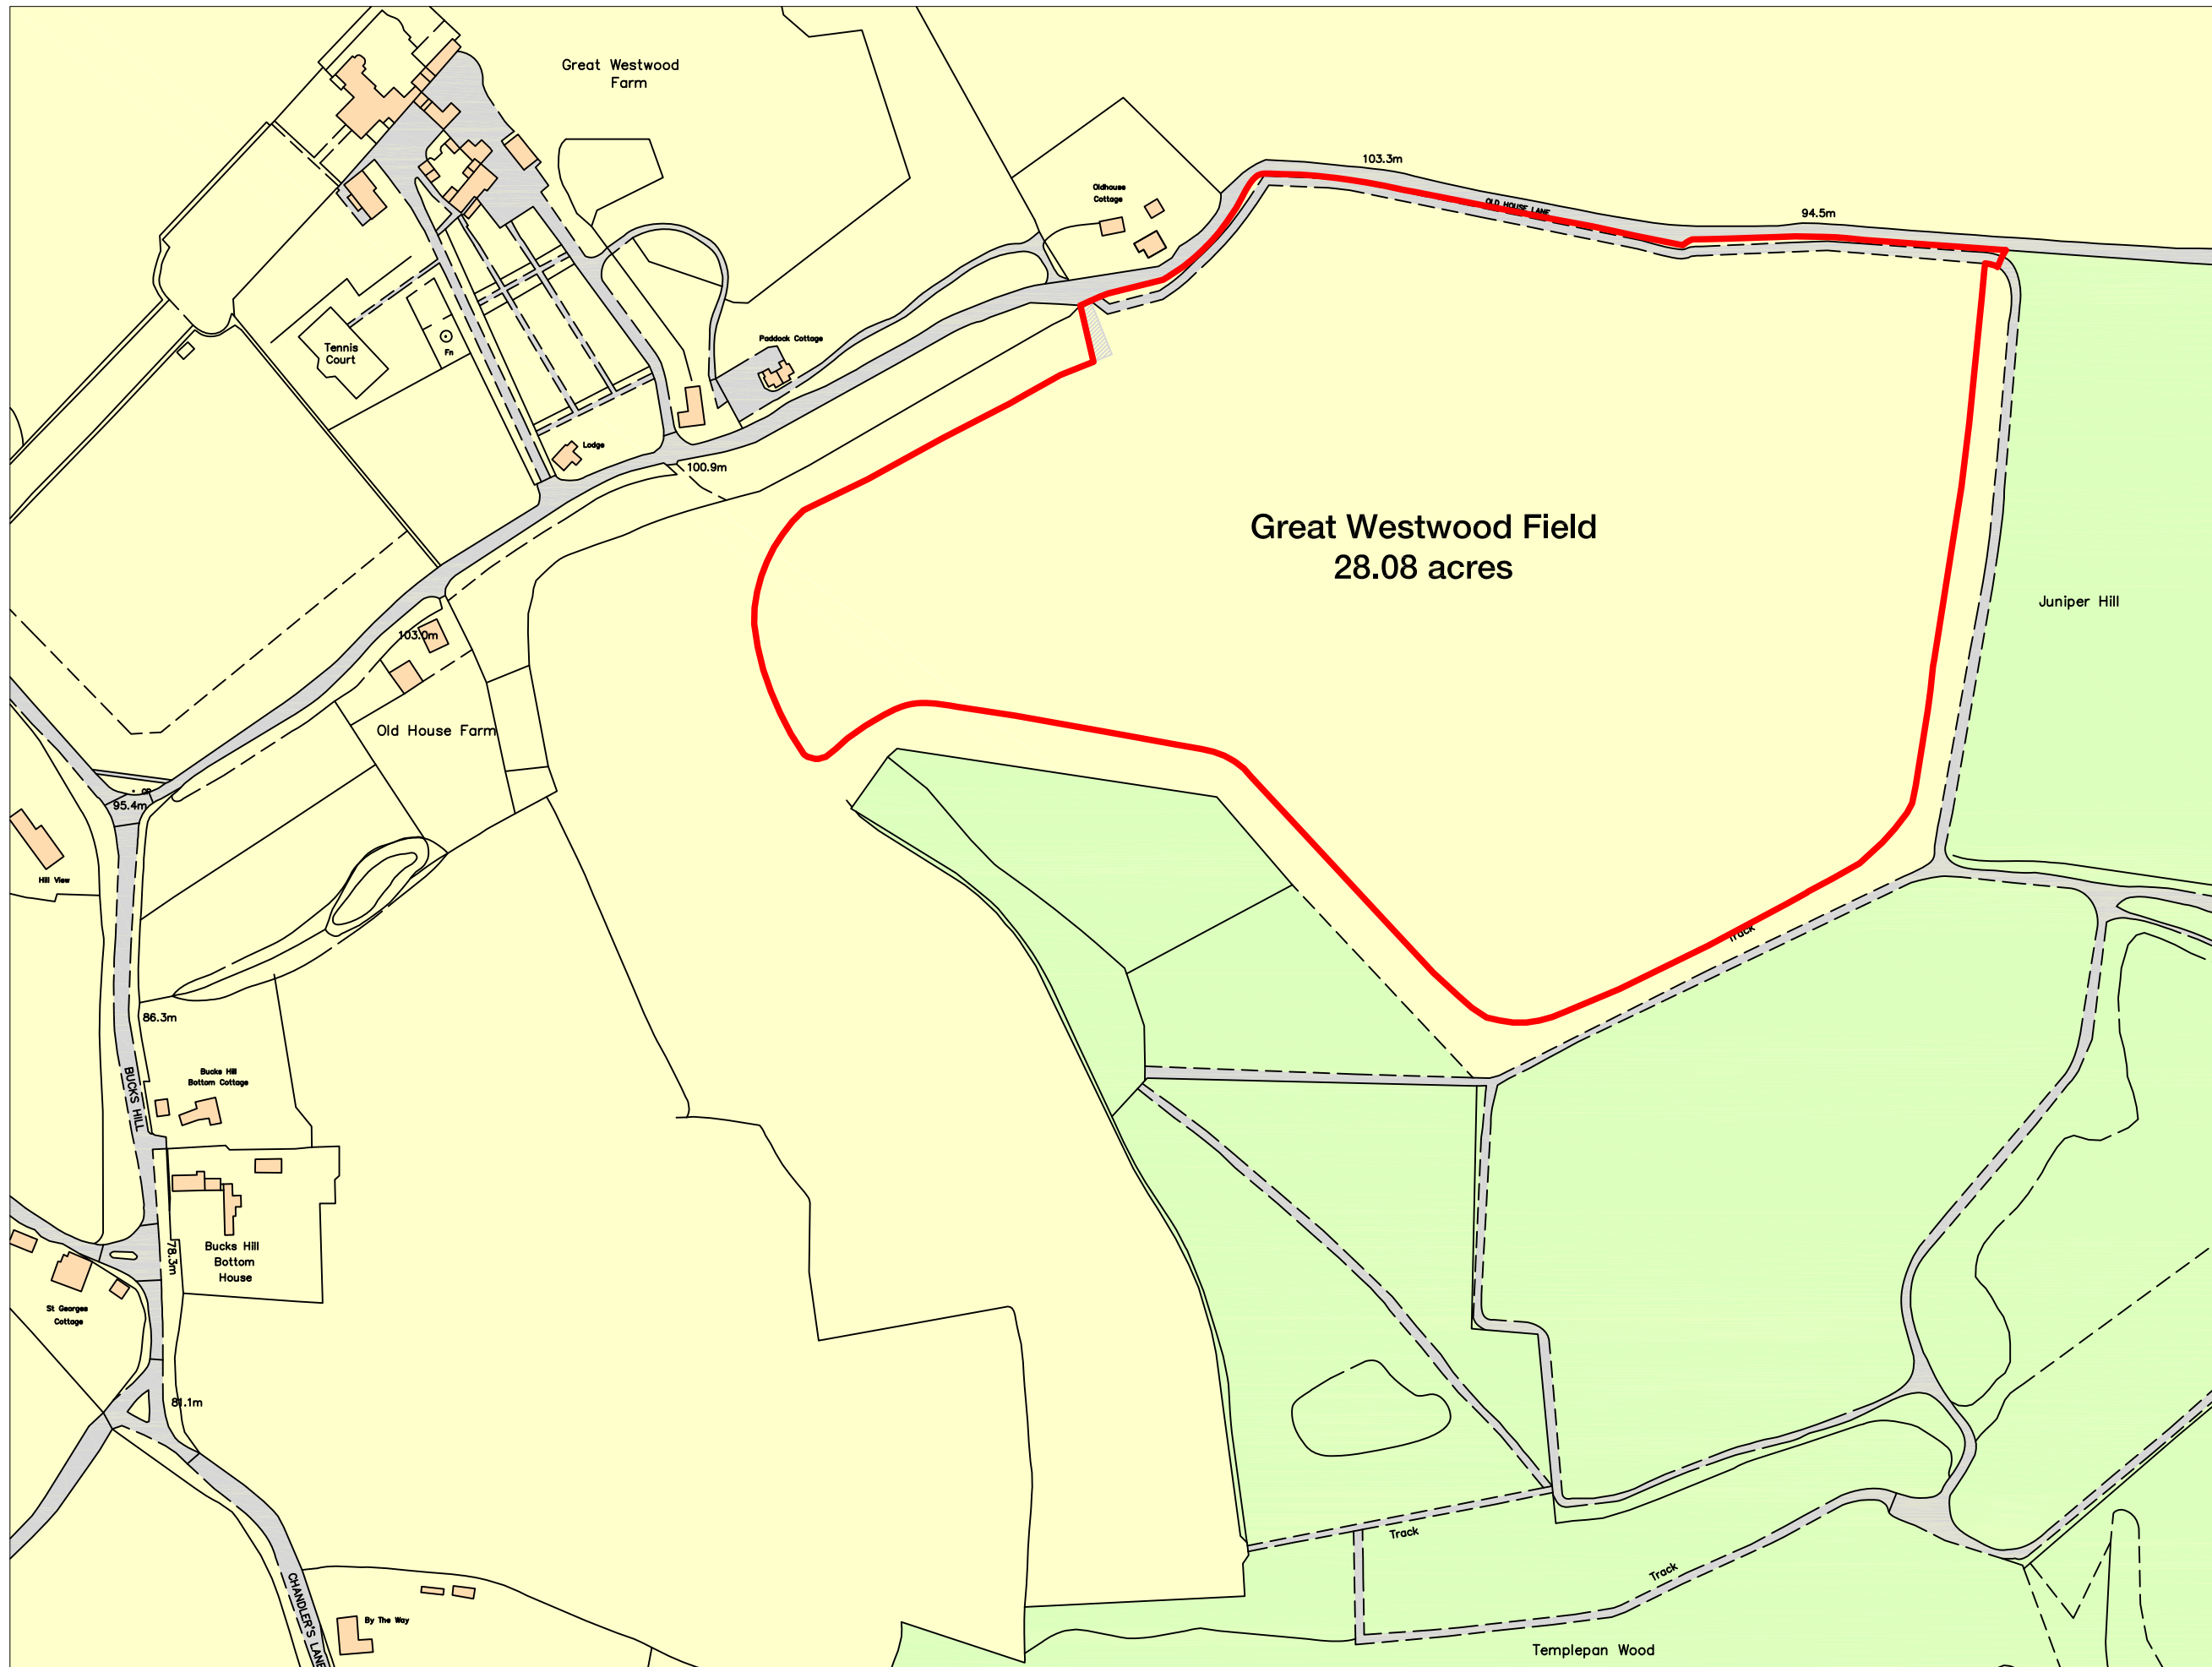 Great Westwood
Farm
103.3m
Oldhouse
Cottage
OLD HOUSE LANE
94.5m
Tennis
Court
Fn
Paddock Cottage
Lodge
100.9m
Great Westwood Field
28.08 acres
Juniper Hill
103.0m
Old House Farm
95.4m
Hill View
Track
86.3m
BUCKS HILL
Bucks Hill
Bottom Cottage
78.3m
Bucks Hill
Bottom
House
St Georges
Cottage
81.1m
Track
Track
CHANDLER'S LANE
By The Way
Templepan Wood